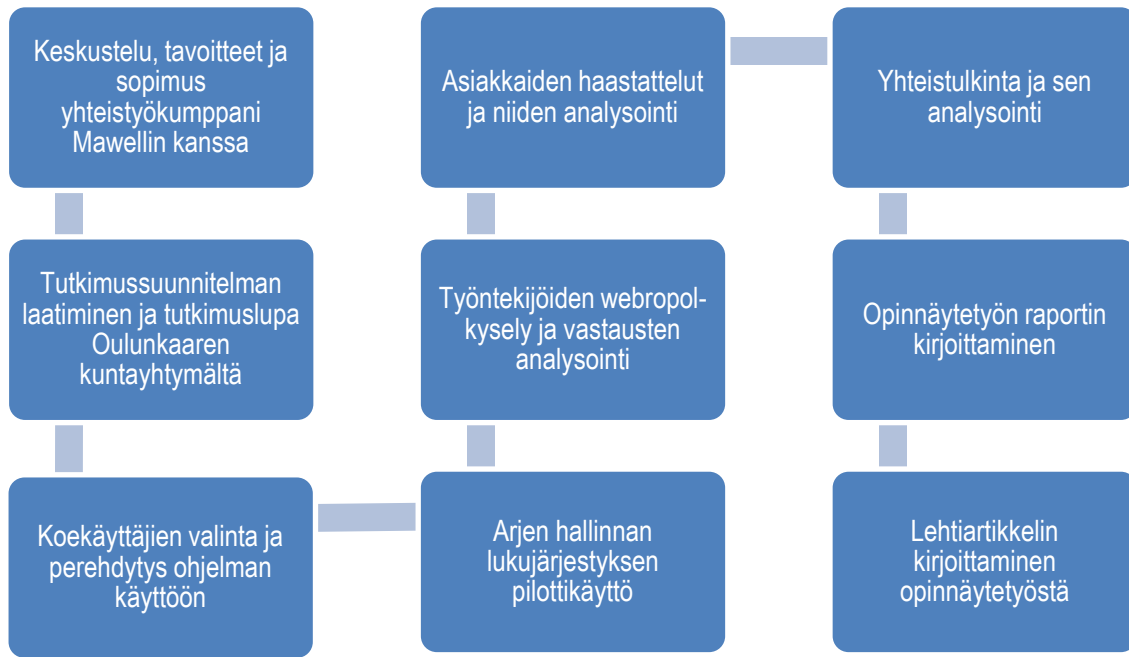 Keskustelu, tavoitteet ja
sopimus
yhteistyökumppani
Mawellin kanssa
Tutkimussuunnitelman
laatiminen ja tutkimuslupa
Oulunkaaren
kuntayhtymältä
Koekäyttäjien valinta ja
perehdytys ohjelman
käyttöön
Arjen hallinnan
lukujärjestyksen
pilottikäyttö
Työntekijöiden webropol-
kysely ja vastausten
analysointi
Asiakkaiden haastattelut
ja niiden analysointi
Yhteistulkinta ja sen
analysointi
Opinnäytetyön raportin
kirjoittaminen
Lehtiartikkelin
kirjoittaminen
opinnäytetyöstä